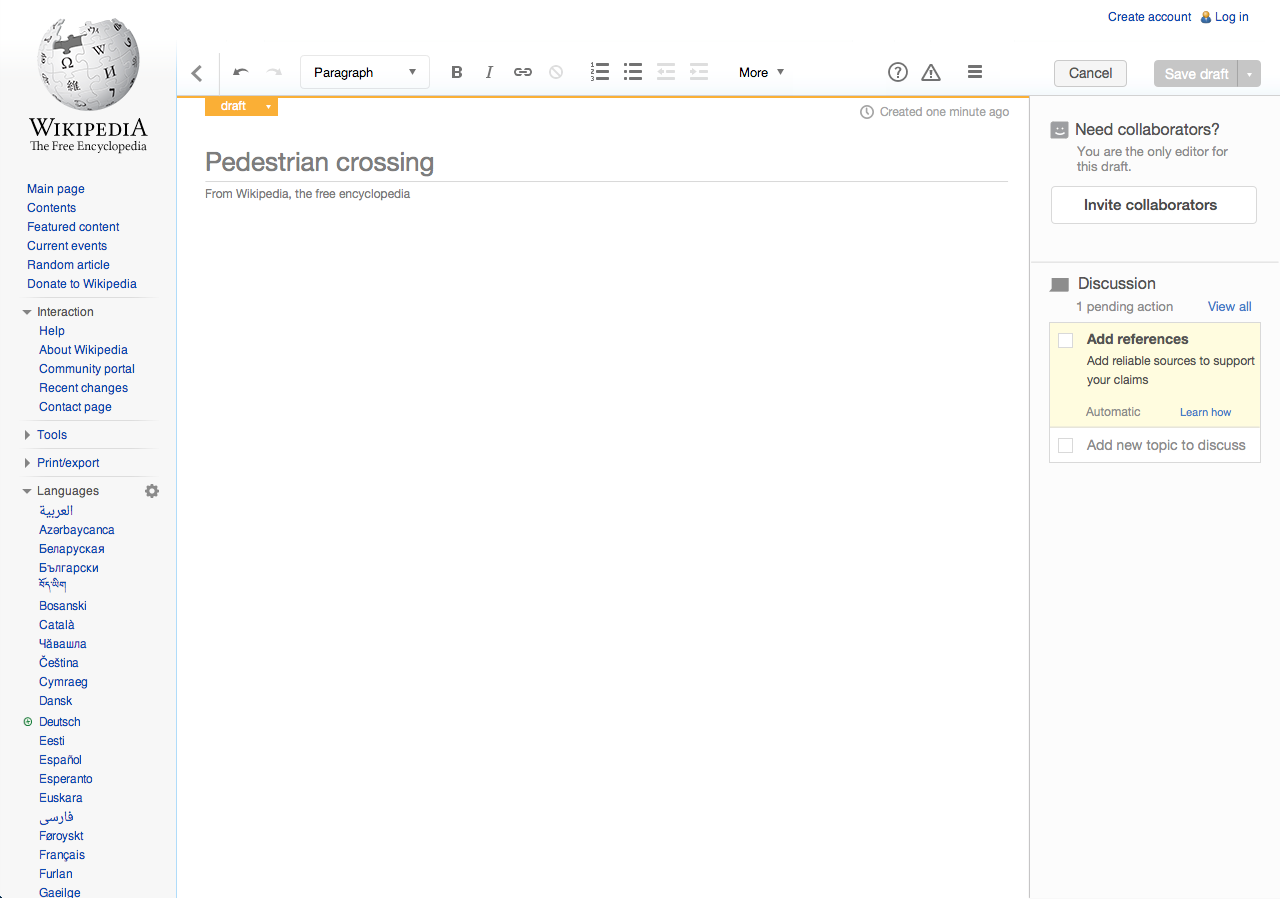 Create account Log in
WIKIPEDIA
The Free Encyclopedia
Paragraph B I More Cancel Save draft
draft
Created one minute ago
Pedestrian crossing
From Wikipedia, the free encyclopedia
Main page
Contents
Featured content
Current events
Random article
Donate to Wikipedia
Interaction
Help
About Wikipedia
Community portal
Recent changes
Contact page
Tools
Print/export
Languages
العربية
Azərbaycanca
Беларуская
Български
བོད་ཡིག
Bosanski
Català
Чӑвашла
Čeština
Cymraeg
Dansk
Deutsch
Eesti
Español
Esperanto
Euskara
فارسی
Føroyskt
Français
Furlan
Gaeilge
Need collaborators?
You are the only editor for
this draft.
Invite collaborators
Discussion
1 pending action View all
Add references
Add reliable sources to support
your claims
Automatic Learn how
Add new topic to discuss